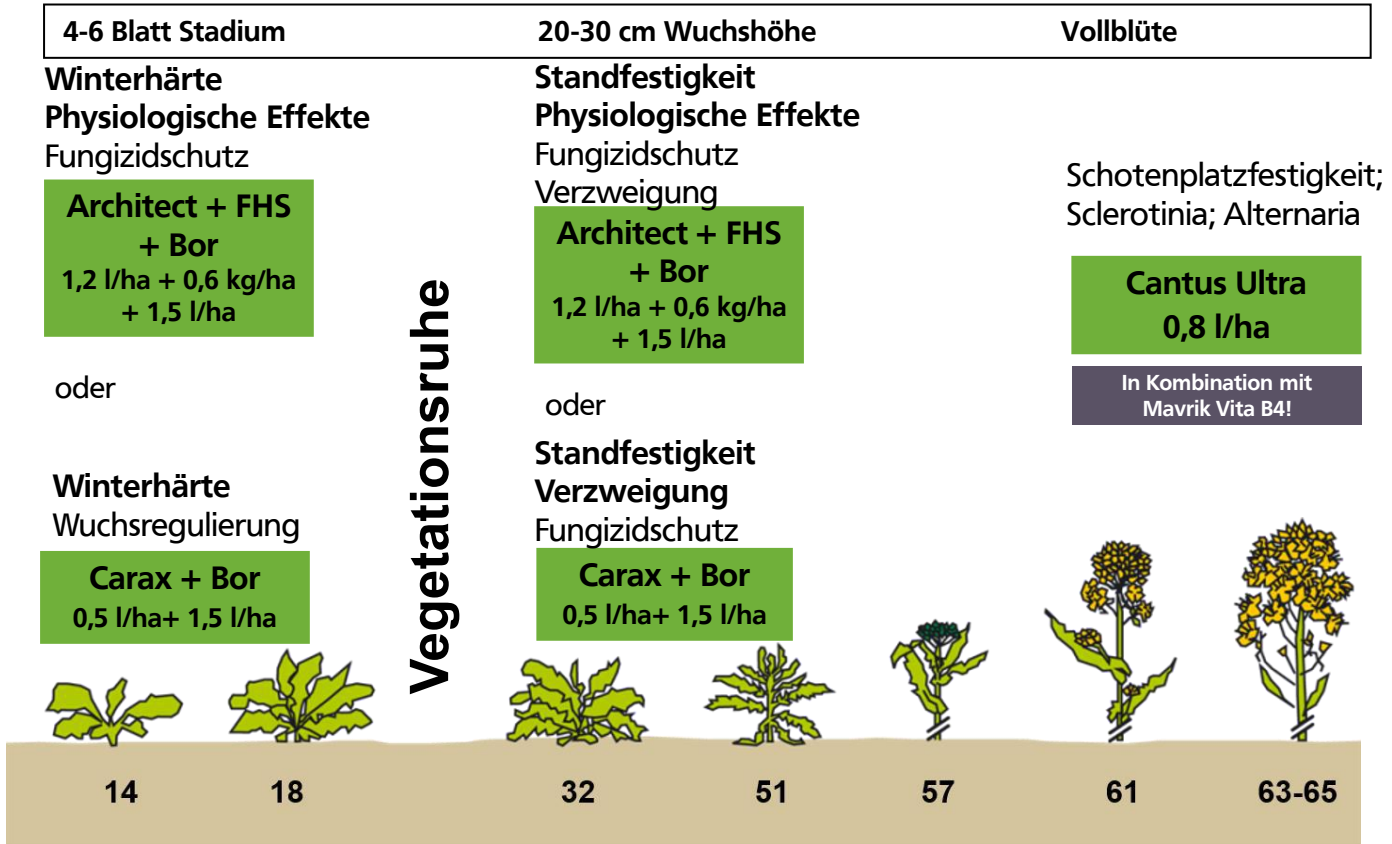 4-6 Blatt Stadium
20-30 cm Wuchshöhe
Vollblüte
Winterhärte
Physiologische Effekte
Fungizidschutz
Architect + FHS
+ Bor
1,2 l/ha + 0,6 kg/ha
+ 1,5 l/ha
oder
Winterhärte
Wuchsregulierung
Carax + Bor
0,5 l/ha+ 1,5 l/ha
Vegetationsruhe
Standfestigkeit
Physiologische Effekte
Fungizidschutz
Verzweigung
Architect + FHS
+ Bor
1,2 l/ha + 0,6 kg/ha
+ 1,5 l/ha
oder
Standfestigkeit
Verzweigung
Fungizidschutz
Carax + Bor
0,5 l/ha+ 1,5 l/ha
Schotenplatzfestigkeit;
Sclerotinia; Alternaria
Cantus Ultra
0,8 l/ha
In Kombination mit
Mavrik Vita B4!
14
18
32
51
57
61
63-65